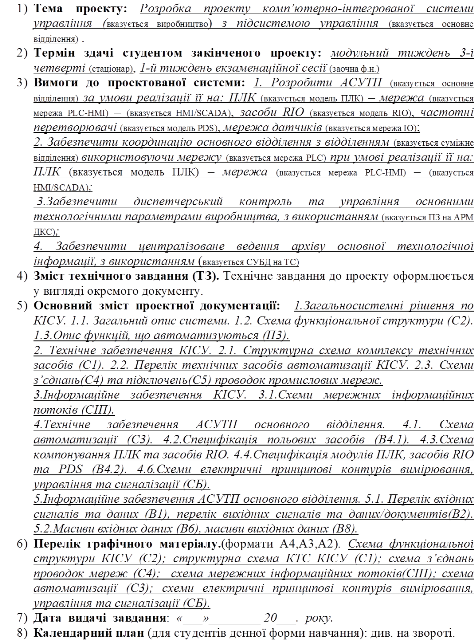 1) Тема проекту: Розробка проекту комп’ютерно-інтегрованої системи
управління (вказується виробництво) з підсистемою управління (вказується основне
відділення) .
2) Термін здачі студентом закінченого проекту: модульний тиждень 3-ї
четверті (стаціонар), 1-й тиждень екзаменаційної сесії (заочна ф.н.)
3) Вимоги до проектованої системи: 1. Розробити АСУТП (вказується основне
відділення) за умови реалізації її на: ПЛК (вказується модель ПЛК) – мережа (вказується
мережа PLC-HMI) – (вказується HMI/SCADA), засоби RIO (вказується модель RIO), частотні
перетворювачі (вказується модель PDS), мережа датчиків (вказується мережа IO);
2. Забезпечити координацію основного відділення з відділенням (вказується суміжне
відділення) використовуючи мережу (вказується мережа PLC) при умові реалізації її на:
ПЛК (вказується модель ПЛК) – мережа (вказується мережа PLC-HMI) – (вказується
HMI/SCADA).;
3.Забезпечити диспетчерський контроль та управління основними
технологічними параметрами виробництва, з використанням (вказується ПЗ на АРМ
ДКС);
4. Забезпечити централізоване ведення архіву основної технологічної
інформації, з використанням (вказується СУБД на ТС)
4) Зміст технічного завдання (ТЗ). Технічне завдання до проекту оформлюється
у вигляді окремого документу.
5) Основний зміст проектної документації: 1.Загальносистемні рішення по
КІСУ. 1.1. Загальний опис системи. 1.2. Схема функціональної структури (С2).
1.3.Опис функцій, що автоматизуються (ПЗ).
2. Технічне забезпечення КІСУ. 2.1. Структурна схема комплексу технічних
засобів (С1). 2.2. Перелік технічних засобів автоматизації КІСУ. 2.3. Схеми
з’єднань(С4) та підключень(С5) проводок промислових мереж.
3.Інформаційне забезпечення КІСУ. 3.1.Схеми мережних інформаційних
потоків (СІП).
4.Технічне забезпечення АСУТП основного відділення. 4.1. Схема
автоматизації (С3). 4.2.Специфікація польових засобів (В4.1). 4.3.Схема
компонування ПЛК та засобів RIO. 4.4.Специфікація модулів ПЛК, засобів RIO
та PDS (В4.2). 4.6.Схеми електричні принципові контурів вимірювання,
управління та сигналізації (СБ).
5.Інформаційне забезпечення АСУТП основного відділення. 5.1. Перелік вхідних
сигналів та даних (В1), перелік вихідних сигналів та даних/документів(В2).
5.2.Масиви вхідних даних (В6), масиви вихідних даних (В8).
6) Перелік графічного матеріалу.(формати А4,А3,А2). Схема функціональної
структури КІСУ (С2); структурна схема КТС КІСУ (С1); схема з’єднань
проводок мереж (С4); схема мережних інформаційних потоків(СІП); схема
автоматизації (С3); схеми електричні принципові контурів вимірювання,
управління та сигналізації (СБ).
7) Дата видачі завдання: «___»__________20___. року.
8) Календарний план (для студентів денної форми навчання): див. на звороті